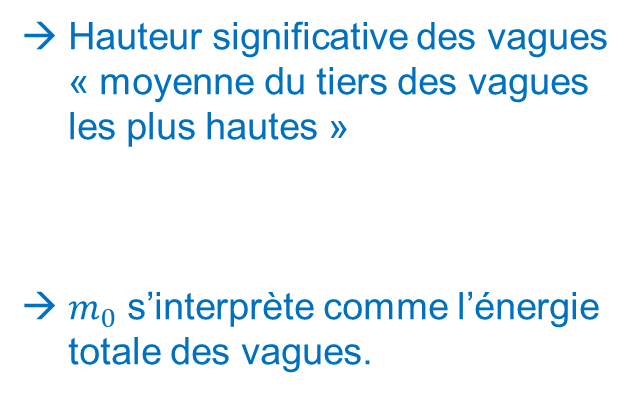 → Hauteur significative des vagues
« moyenne du tiers des vagues
les plus hautes »
→ m₀ s’interprète comme l’énergie
totale des vagues.